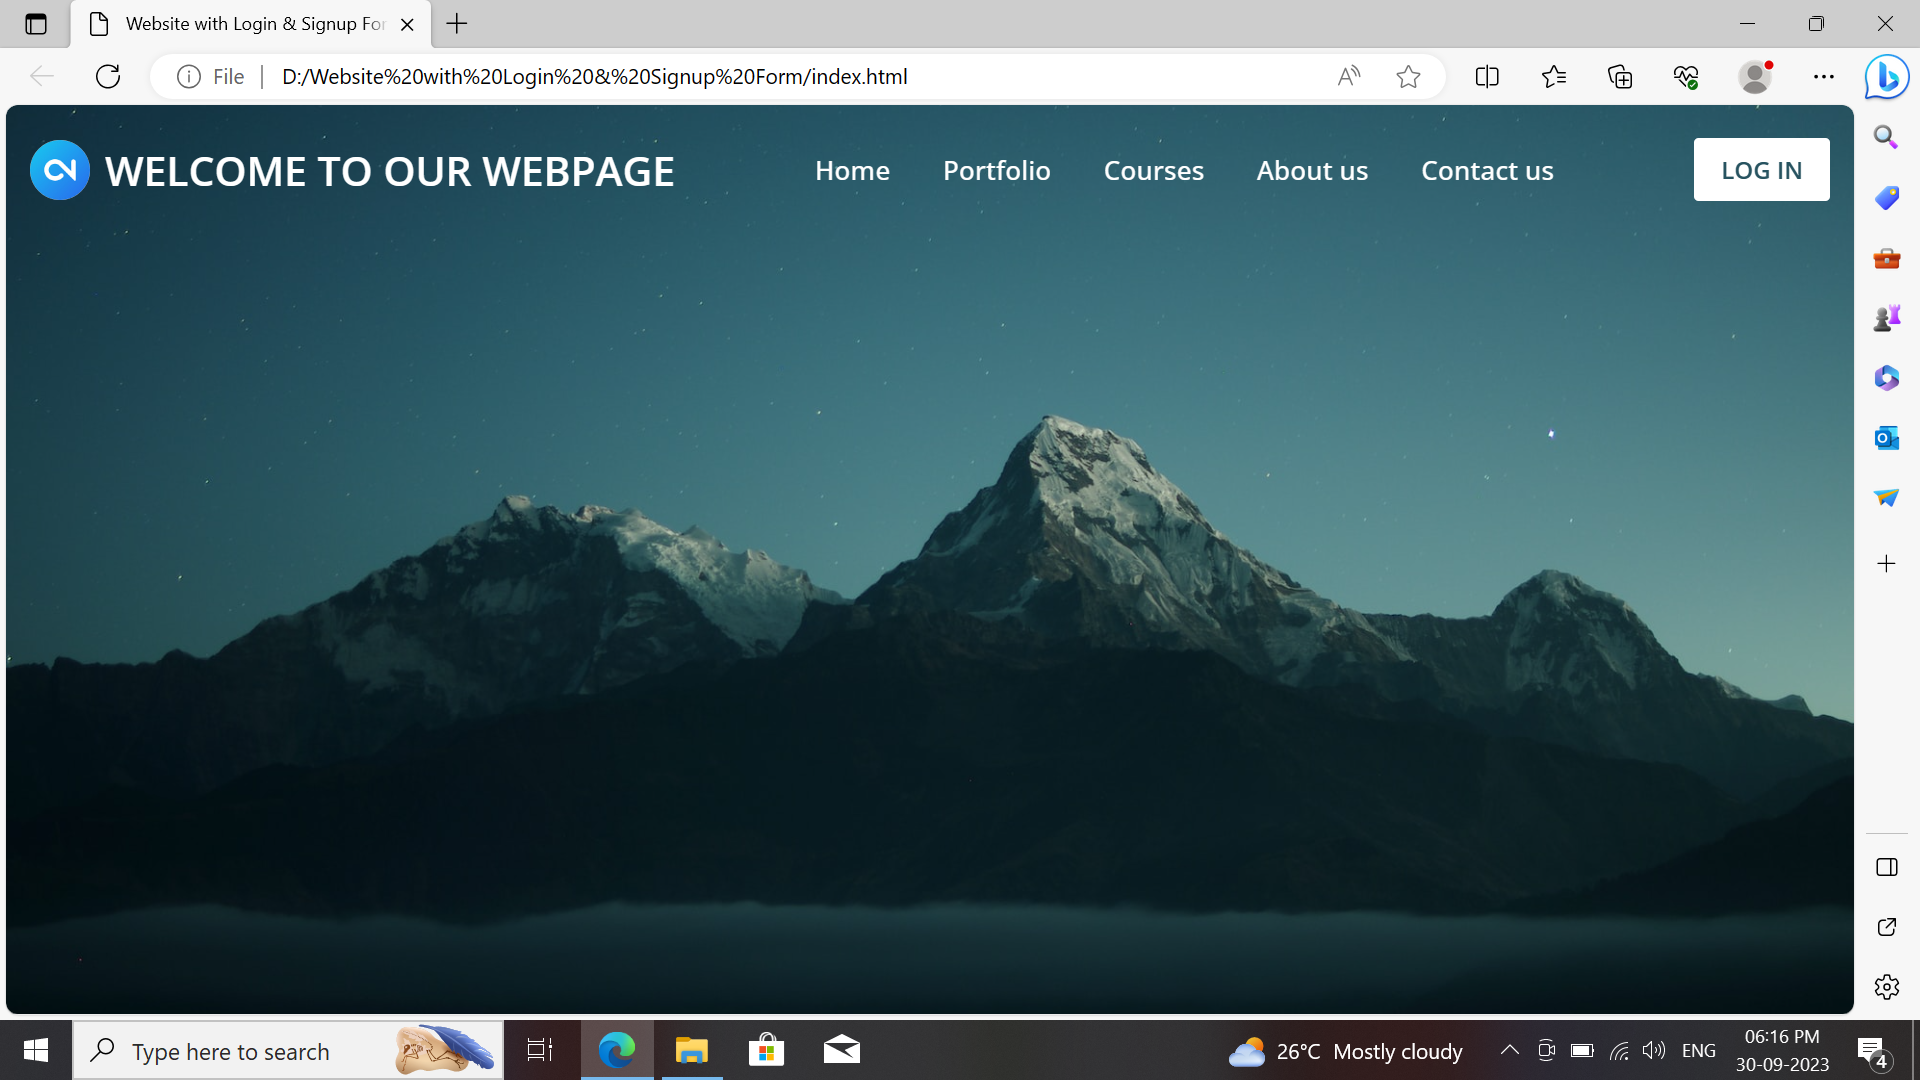 Website with Login & Signup For
File
D:/Website%20with%20Login%20&%20Signup%20Form/index.html
WELCOME TO OUR WEBPAGE
Home
Portfolio
Courses
About us
Contact us
LOG IN
Type here to search
26°C Mostly cloudy
ENG
06:16 PM
30-09-2023
4